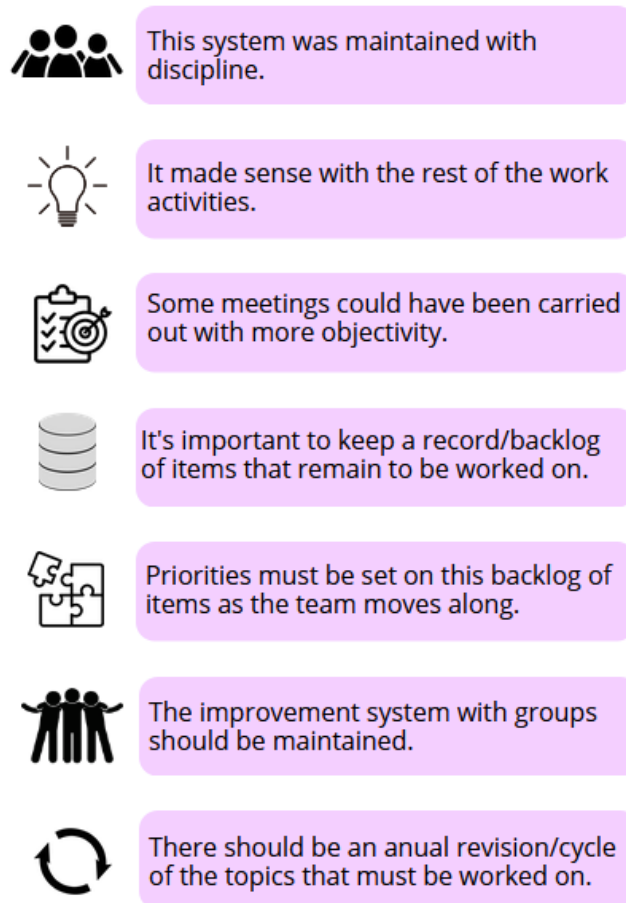 This system was maintained with
discipline.
It made sense with the rest of the work
activities.
Some meetings could have been carried
out with more objectivity.
It's important to keep a record/backlog
of items that remain to be worked on.
Priorities must be set on this backlog of
items as the team moves along.
The improvement system with groups
should be maintained.
There should be an anual revision/cycle
of the topics that must be worked on.